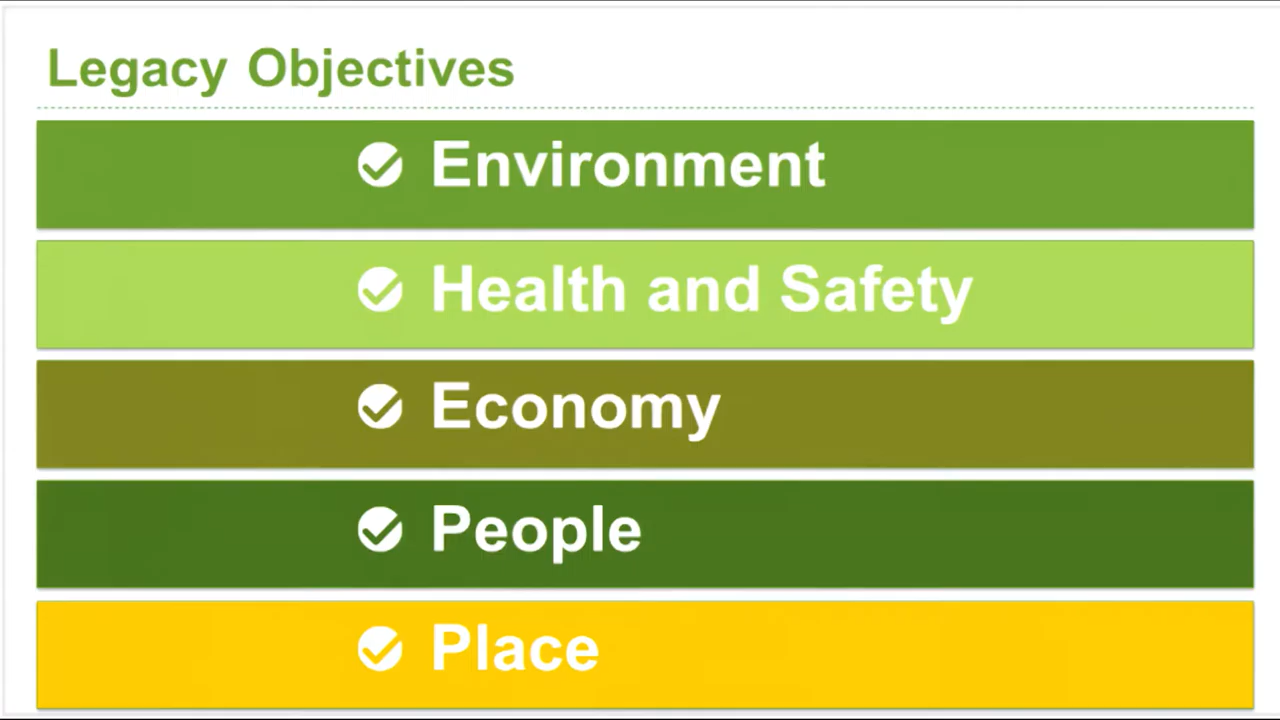 Legacy Objectives
Environment
Health and Safety
Economy
People
Place